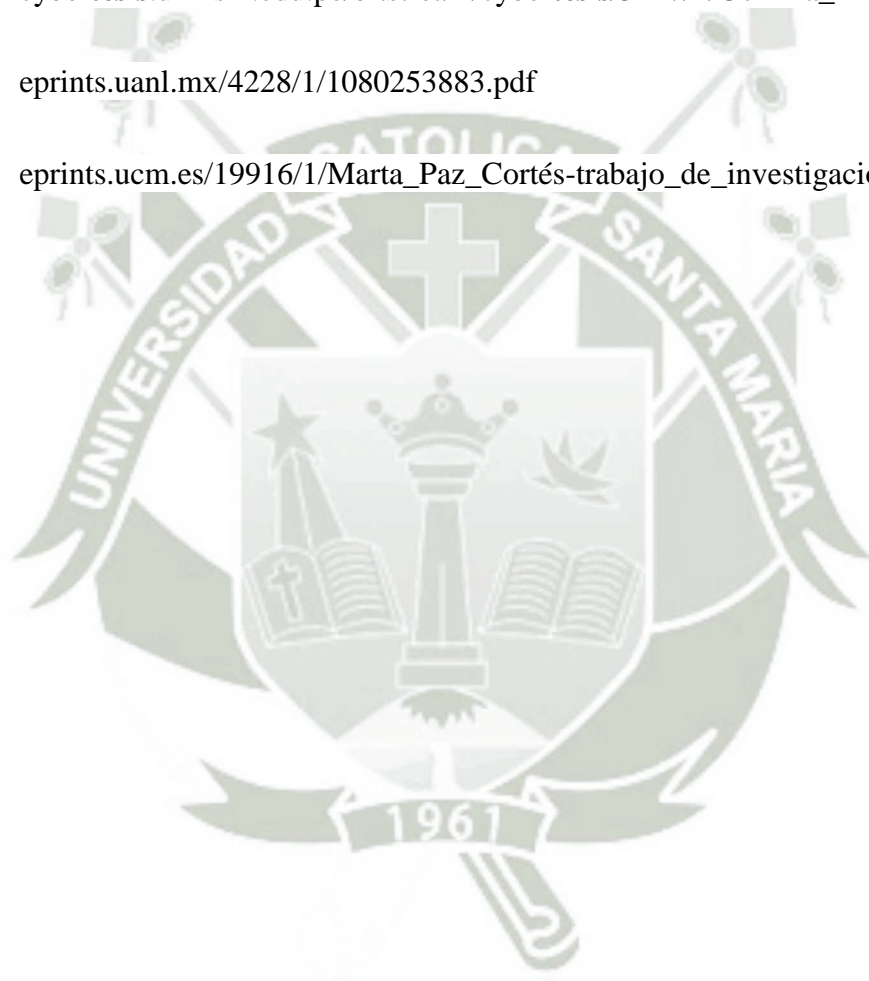 eprints.uanl.mx/4228/1/1080253883.pdf
eprints.ucm.es/19916/1/Marta_Paz_Cortés-trabajo_de_investigaci
CATOLICA
UNIVERSIDAD
SANTA MARIA
1961